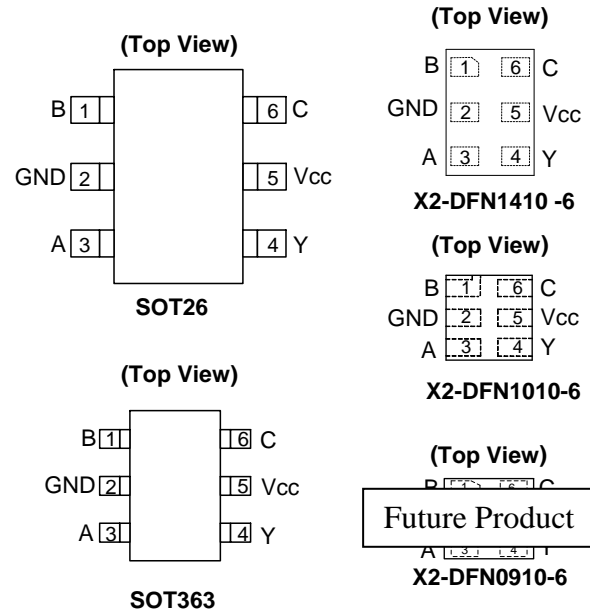 (Top View)
B 1 6 C
GND 2 5 Vcc
A 3 4 Y
SOT26
(Top View)
B 1 6 C
GND 2 5 Vcc
A 3 4 Y
SOT363
(Top View)
B 1 6 C
GND 2 5 Vcc
A 3 4 Y
X2-DFN1410 -6
(Top View)
B 1 6 C
GND 2 5 Vcc
A 3 4 Y
X2-DFN1010-6
(Top View)
Future Product
A 3 4
X2-DFN0910-6